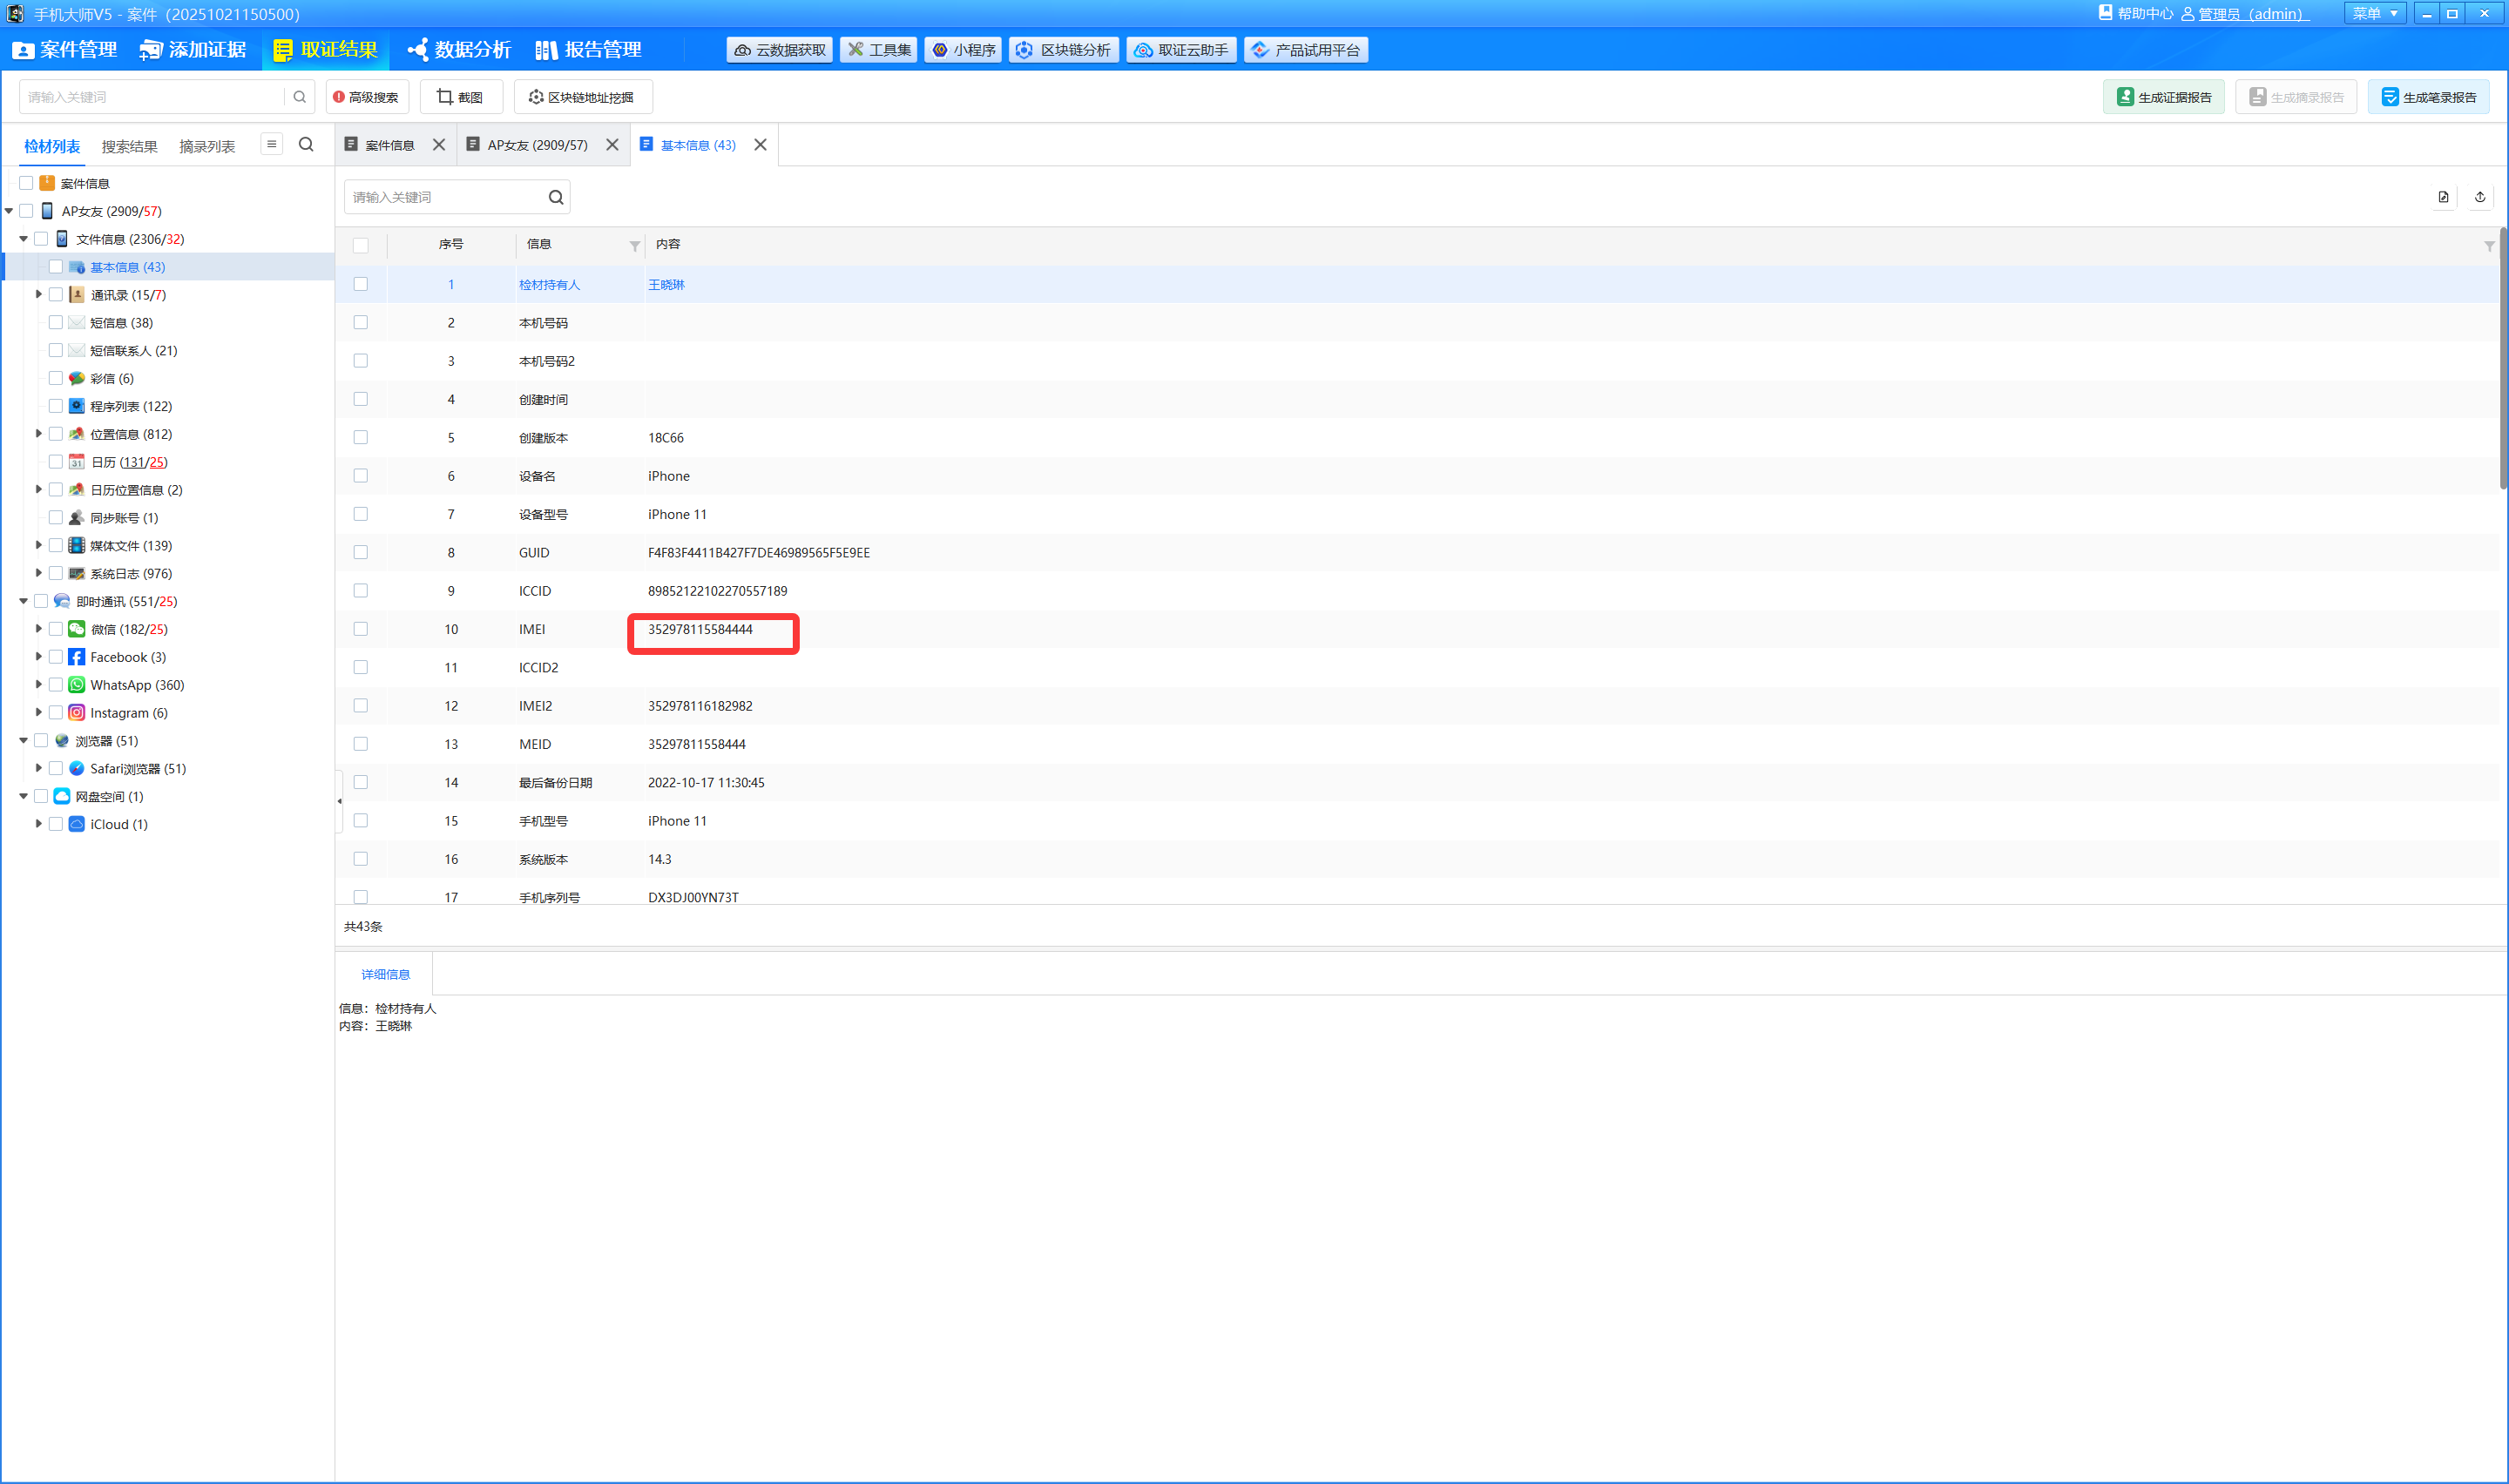 手机大师V5 - 案件（20251021150500）
帮助中心 管理员（admin） 菜单
案件管理 添加证据 取证结果 数据分析 报告管理 云数据获取 工具集 小程序 区块链分析 取证云助手 产品试用平台
请输入关键词 高级搜索 截图 区块链地址挖掘 生成证据报告 生成摘录报告 生成笔录报告
检材列表 搜索结果 摘录列表
案件信息 AP女友 (2909/57) 基本信息 (43)
案件信息
AP女友 (2909/57)
文件信息 (2306/32)
基本信息 (43)
通讯录 (15/7)
短信息 (38)
短信联系人 (21)
彩信 (6)
程序列表 (122)
位置信息 (812)
日历 (131/25)
日历位置信息 (2)
同步账号 (1)
媒体文件 (139)
系统日志 (976)
即时通讯 (551/25)
微信 (182/25)
Facebook (3)
WhatsApp (360)
Instagram (6)
浏览器 (51)
Safari浏览器 (51)
网盘空间 (1)
iCloud (1)
请输入关键词
序号 信息 内容
1 检材持有人 王晓琳
2 本机号码
3 本机号码2
4 创建时间
5 创建版本 18C66
6 设备名 iPhone
7 设备型号 iPhone 11
8 GUID F4F83F4411B427F7DE46989565F5E9EE
9 ICCID 89852122102270557189
10 IMEI 352978115584444
11 ICCID2
12 IMEI2 352978116182982
13 MEID 35297811558444
14 最后备份日期 2022-10-17 11:30:45
15 手机型号 iPhone 11
16 系统版本 14.3
17 手机序列号 DX3DJ00YN73T
共43条
详细信息
信息：检材持有人
内容：王晓琳